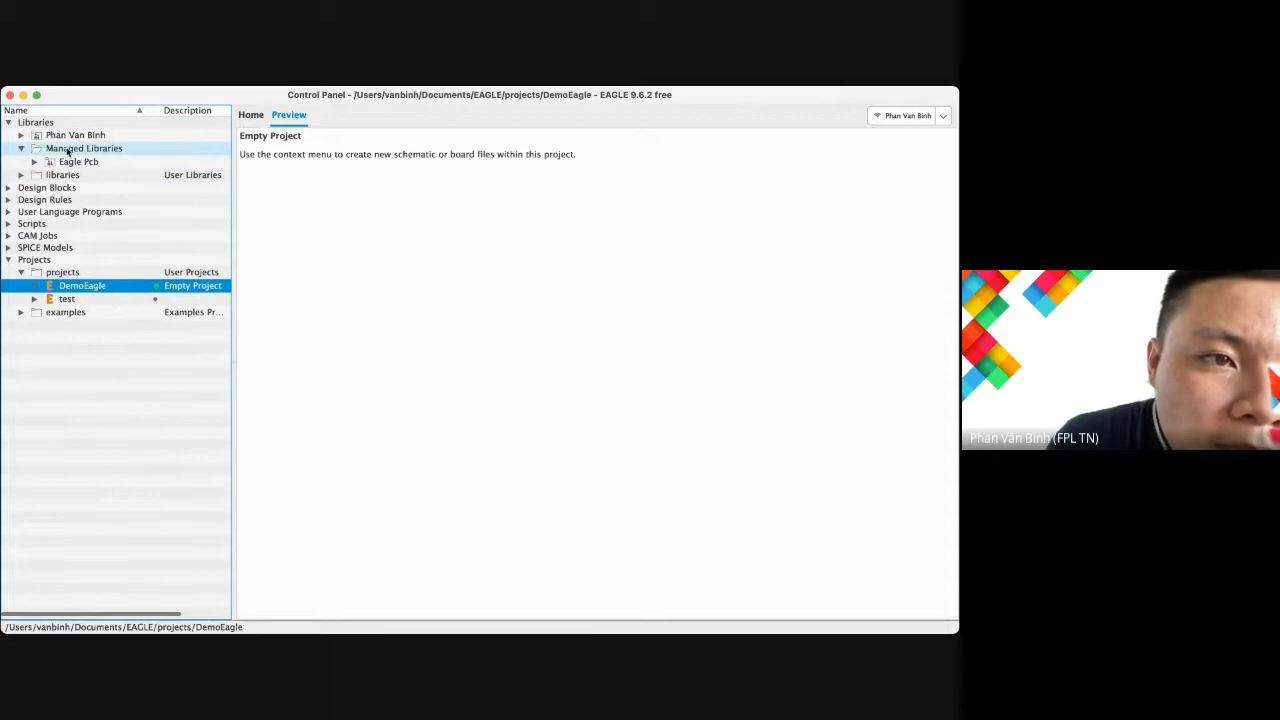 Control Panel - /Users/vanbinh/Documents/EAGLE/projects/DemoEagle - EAGLE 9.6.2 free
Name Description
Libraries
Phan Van Binh
Managed Libraries
Eagle Pcb
libraries User Libraries
Design Blocks
Design Rules
User Language Programs
Scripts
CAM Jobs
SPICE Models
Projects
projects User Projects
DemoEagle Empty Project
test
examples Examples Pr...
Home Preview
Phan Van Binh
Empty Project
Use the context menu to create new schematic or board files within this project.
/Users/vanbinh/Documents/EAGLE/projects/DemoEagle
Phan Văn Bính (FPL TN)